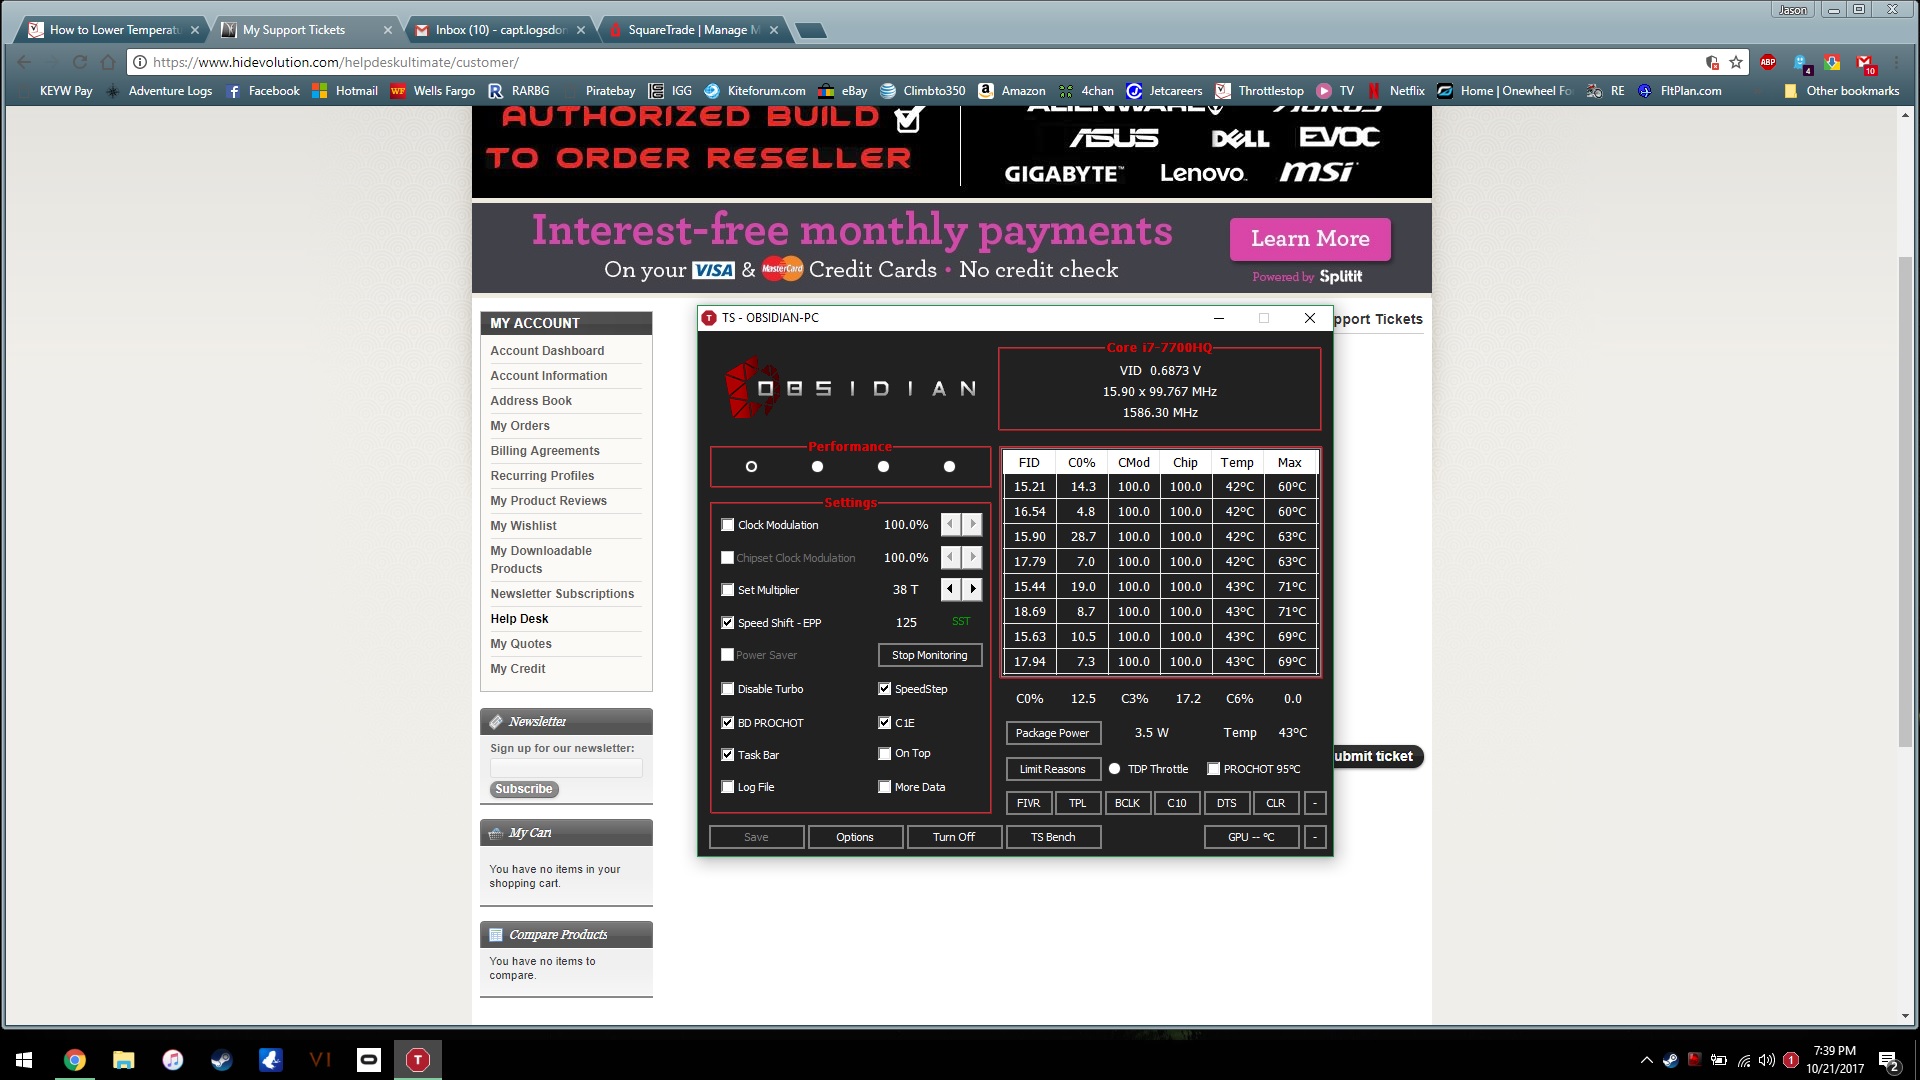 Jason
How to Lower Temperatu
My Support Tickets
Inbox (10) - capt.logsdon
SquareTrade | Manage M
https://www.hidevolution.com/helpdeskultimate/customer/
ABP
4
10
KEYW Pay
Adventure Logs
Facebook
Hotmail
WF
Wells Fargo
RARBG
Piratebay
IGG
Kiteforum.com
eBay
Climbto350
Amazon
4chan
Jetcareers
Throttlestop
TV
Netflix
Home | Onewheel Fo
RE
FltPlan.com
Other bookmarks
AUTHORIZED BUILD
TO ORDER RESELLER
ALIENWARE
AORUS
ASUS
DELL
EVOC
GIGABYTE™
Lenovo.
msi
Interest-free monthly payments
On your VISA & MasterCard Credit Cards • No credit check
Learn More
Powered by Splitit
MY ACCOUNT
Account Dashboard
Account Information
Address Book
My Orders
Billing Agreements
Recurring Profiles
My Product Reviews
My Wishlist
My Downloadable
Products
Newsletter Subscriptions
Help Desk
My Quotes
My Credit
Newsletter
Sign up for our newsletter:
Subscribe
My Cart
You have no items in your
shopping cart.
Compare Products
You have no items to
compare.
pport Tickets
ubmit ticket
T
TS - OBSIDIAN-PC
OBSIDIAN
Core i7-7700HQ
VID 0.6873 V
15.90 x 99.767 MHz
1586.30 MHz
Performance
Settings
Clock Modulation 100.0%
Chipset Clock Modulation 100.0%
Set Multiplier 38 T
Speed Shift - EPP 125 SST
Power Saver
Stop Monitoring
Disable Turbo
SpeedStep
BD PROCHOT
C1E
Task Bar
On Top
Log File
More Data
FID C0% CMod Chip Temp Max
15.21 14.3 100.0 100.0 42°C 60°C
16.54 4.8 100.0 100.0 42°C 60°C
15.90 28.7 100.0 100.0 42°C 63°C
17.79 7.0 100.0 100.0 42°C 63°C
15.44 19.0 100.0 100.0 43°C 71°C
18.69 8.7 100.0 100.0 43°C 71°C
15.63 10.5 100.0 100.0 43°C 69°C
17.94 7.3 100.0 100.0 43°C 69°C
C0% 12.5 C3% 17.2 C6% 0.0
Package Power 3.5 W Temp 43°C
Limit Reasons TDP Throttle PROCHOT 95°C
FIVR TPL BCLK C10 DTS CLR -
Save Options Turn Off TS Bench GPU -- °C -
VI
T
1
7:39 PM
10/21/2017
2